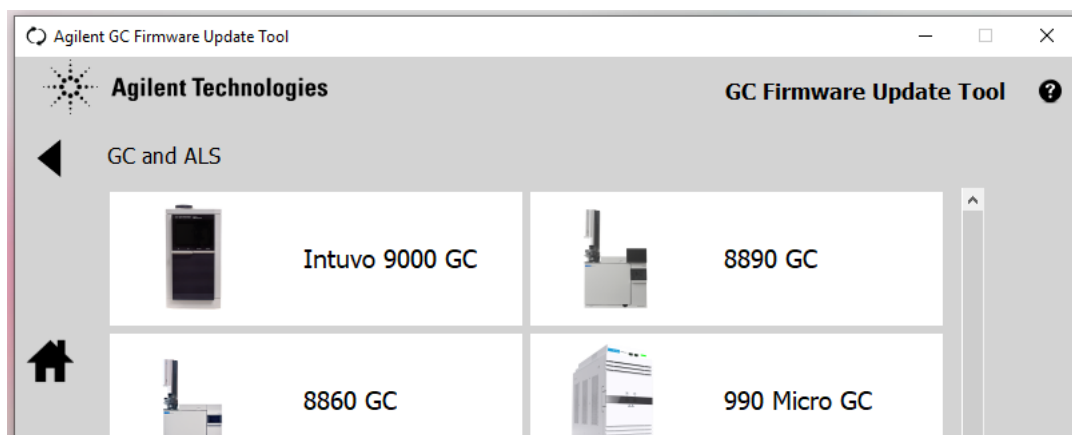 Agilent GC Firmware Update Tool
Agilent Technologies
GC Firmware Update Tool
GC and ALS
Intuvo 9000 GC
8890 GC
8860 GC
990 Micro GC